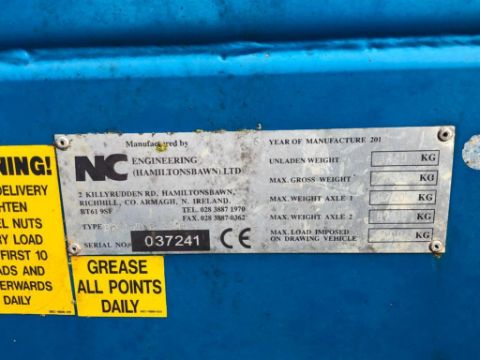 NING!
DELIVERY
NUTS
BY LOAD
FIRST 10
ADS AND
DAILY
Manufactured by
NC ENGINEERING
(HAMILTONSBAWN) LTD
2 KILLYRUDDEN RD, HAMILTONSBAWN,
RICHHILL, CO. ARMAGH, N. IRELAND.
BT61 9SF TEL. 028 3887 1970
FAX. 028 3887-0362
TYPE :
SERIAL NO 037241 CE
YEAR OF MANUFACTURE 201
UNLADEN WEIGHT KG
MAX. GROSS WEIGHT KG
MAX. WEIGHT AXLE 1 KG
MAX. WEIGHT AXLE 2 KG
MAX. LOAD IMPOSED
ON DRAWING VEHICLE KG
GREASE
ALL POINTS
DAILY